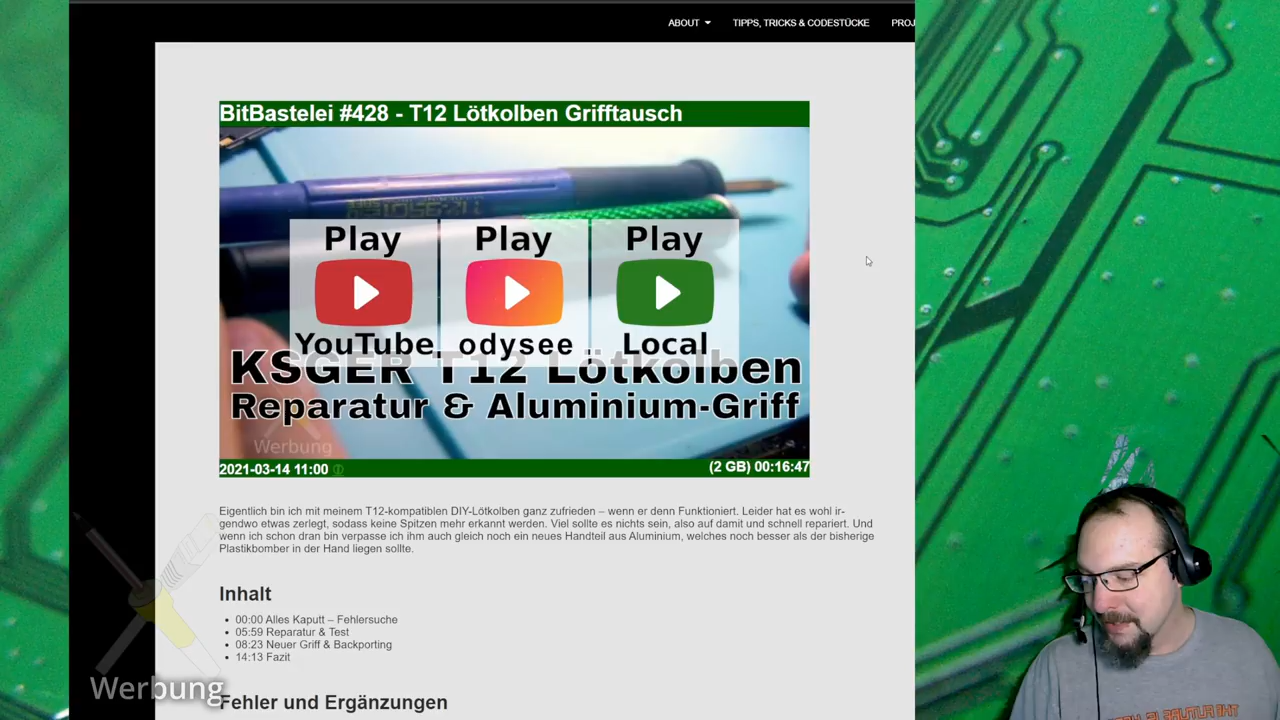 ABOUT
TIPPS, TRICKS & CODESTÜCKE
PROJ
BitBastelei #428 - T12 Lötkolben Grifftausch
Play YouTube
Play odysee
Play Local
KSGER T12 Lötkolben
Reparatur & Aluminium-Griff
Werbung
2021-03-14 11:00
(2 GB) 00:16:47
Eigentlich bin ich mit meinem T12-kompatiblen DIY-Lötkolben ganz zufrieden – wenn er denn Funktioniert. Leider hat es wohl ir-
gendwo etwas zerlegt, sodass keine Spitzen mehr erkannt werden. Viel sollte es nichts sein, also auf damit und schnell repariert. Und
wenn ich schon dran bin verpasse ich ihm auch gleich noch ein neues Handteil aus Aluminium, welches noch besser als der bisherige
Plastikbomber in der Hand liegen sollte.
Inhalt
00:00 Alles Kaputt – Fehlersuche
05:59 Reparatur & Test
08:23 Neuer Griff & Backporting
14:13 Fazit
Werbung
Fehler und Ergänzungen